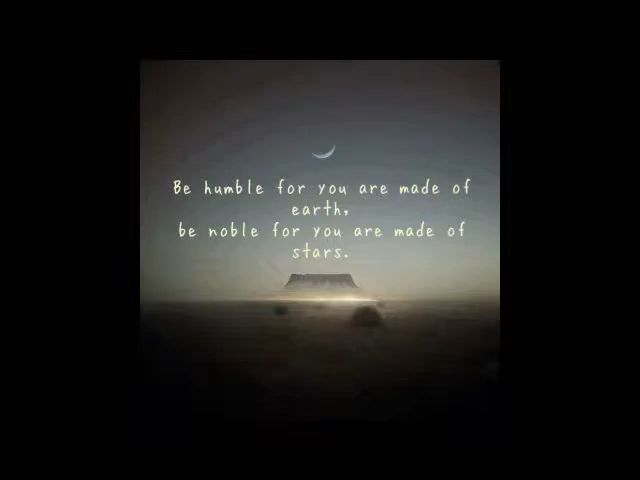 Be humble for you are made of
earth,
be noble for you are made of
stars.